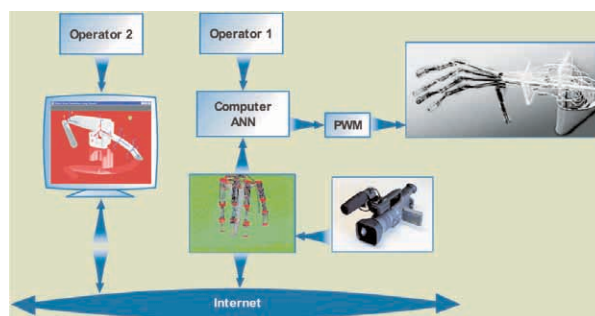 Operator 2
Operator 1
Computer
ANN
PWM
Internet